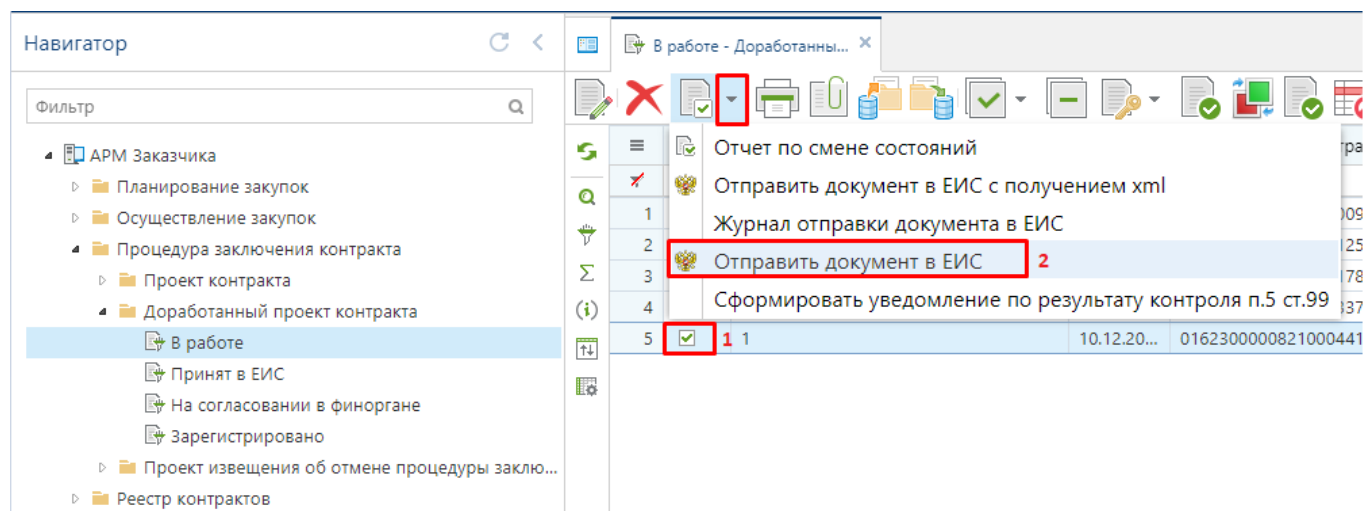 Навигатор
В работе - Доработанны...
Фильтр
АРМ Заказчика
Планирование закупок
Осуществление закупок
Процедура заключения контракта
Проект контракта
Доработанный проект контракта
В работе
Принят в ЕИС
На согласовании в финоргане
Зарегистрировано
Проект извещения об отмене процедуры заклю...
Реестр контрактов
Отчет по смене состояний
Отправить документ в ЕИС с получением xml
Журнал отправки документа в ЕИС
Отправить документ в ЕИС 2
Сформировать уведомление по результату контроля п.5 ст.99
1
2
3
4
5 1 1 10.12.20... 0162300000821000441